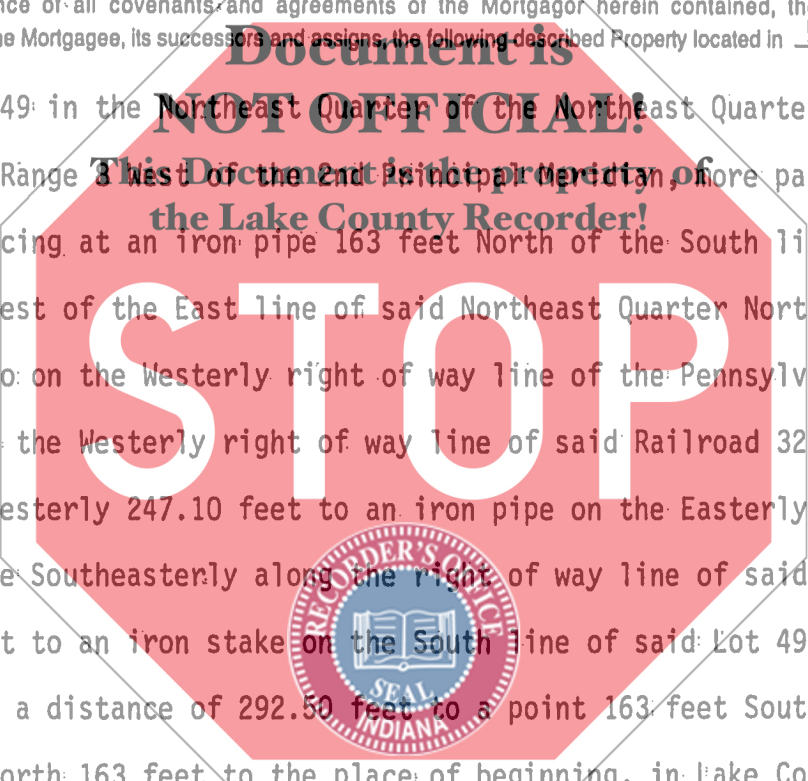 nce of all covenants and agreements of the Mortgagor herein contained, th
e Mortgagee, its successors and assigns, the following described Property located in
Document is
49 in the Northeast Quarter of the Northeast Quarte
NOT OFFICIAL!
Range 8 West of the 2nd Principal Meridian, more pa
This Document is the property of
the Lake County Recorder!
cing at an iron pipe 163 feet North of the South li
est of the East line of said Northeast Quarter Nort
STOP
o on the Westerly right of way line of the Pennsylv
the Westerly right of way line of said Railroad 32
esterly 247.10 feet to an iron pipe on the Easterly
e Southeasterly along the right of way line of said
RECORDER'S OFFICE
t to an iron stake on the South line of said Lot 49
SEAL
a distance of 292.50 feet to a point 163 feet Sout
INDIANA
orth 163 feet to the place of beginning, in Lake Co